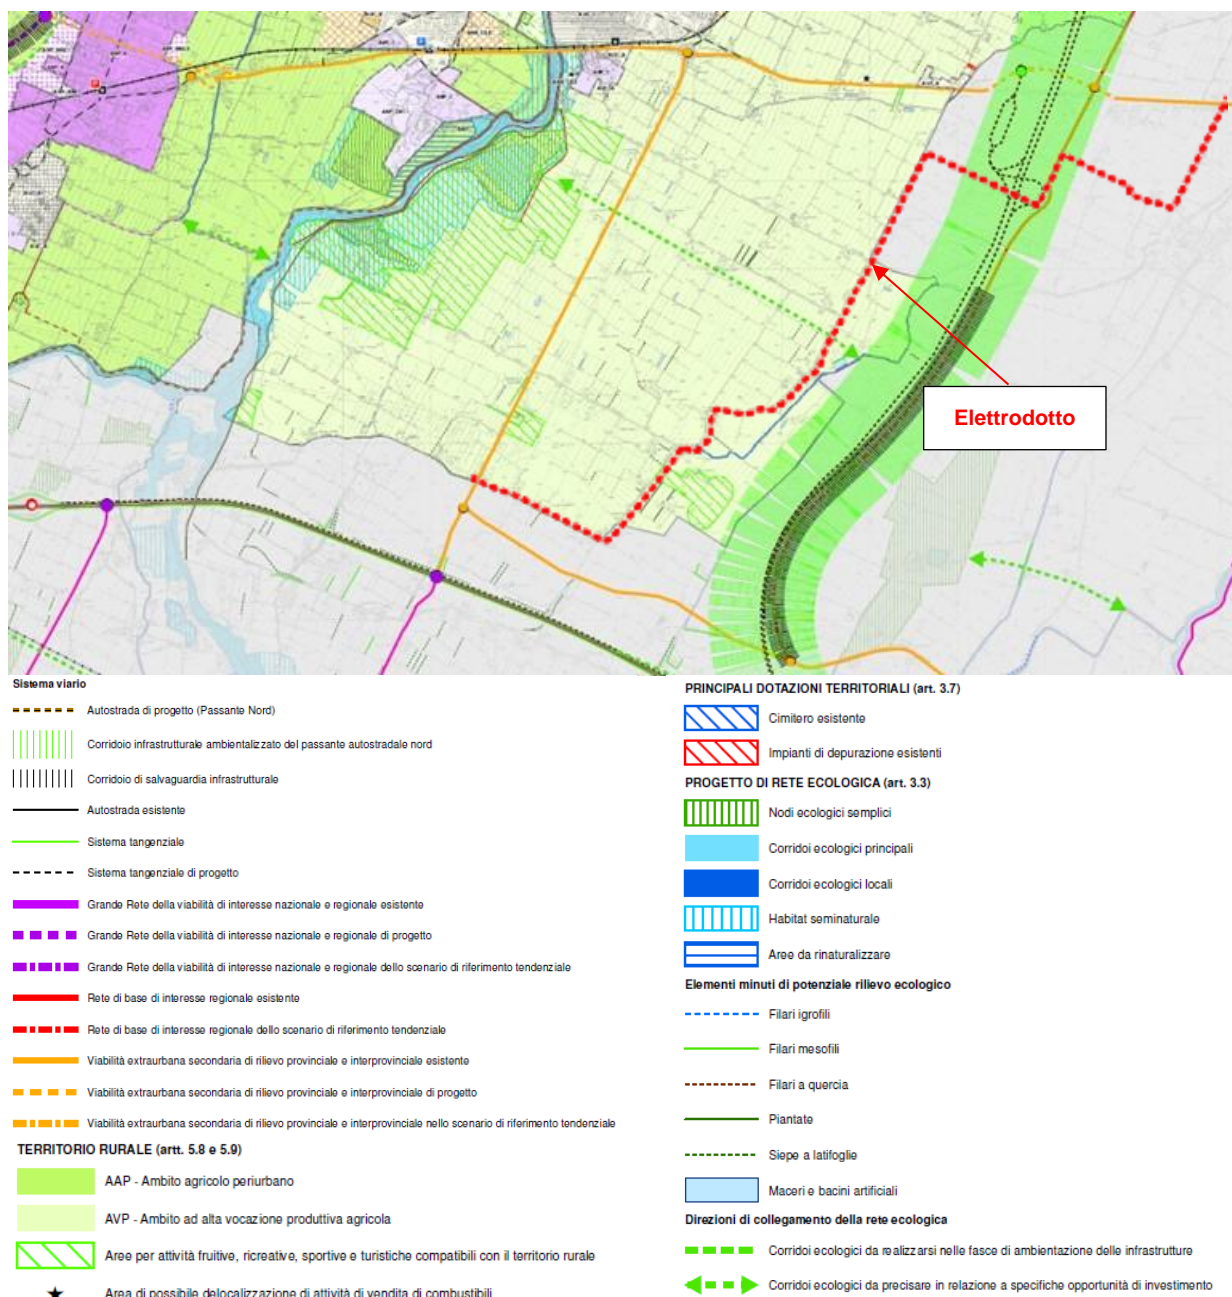 Elettrodotto
Sistema viario
Autostrada di progetto (Passante Nord)
Corridoio infrastrutturale ambientalizzato del passante autostradale nord
Corridoio di salvaguardia infrastrutturale
Autostrada esistente
Sistema tangenziale
Sistema tangenziale di progetto
Grande Rete della viabilità di interesse nazionale e regionale esistente
Grande Rete della viabilità di interesse nazionale e regionale di progetto
Grande Rete della viabilità di interesse nazionale e regionale dello scenario di riferimento tendenziale
Rete di base di interesse regionale esistente
Rete di base di interesse regionale dello scenario di riferimento tendenziale
Viabilità extraurbana secondaria di rilievo provinciale e interprovinciale esistente
Viabilità extraurbana secondaria di rilievo provinciale e interprovinciale di progetto
Viabilità extraurbana secondaria di rilievo provinciale e interprovinciale nello scenario di riferimento tendenziale
TERRITORIO RURALE (artt. 5.8 e 5.9)
AAP - Ambito agricolo periurbano
AVP - Ambito ad alta vocazione produttiva agricola
Aree per attività fruitive, ricreative, sportive e turistiche compatibili con il territorio rurale
Area di possibile delocalizzazione di attività di vendita di combustibili
PRINCIPALI DOTAZIONI TERRITORIALI (art. 3.7)
Cimitero esistente
Impianti di depurazione esistenti
PROGETTO DI RETE ECOLOGICA (art. 3.3)
Nodi ecologici semplici
Corridoi ecologici principali
Corridoi ecologici locali
Habitat seminaturale
Aree da rinaturalizzare
Elementi minuti di potenziale rilievo ecologico
Filari igrofili
Filari mesofili
Filari a quercia
Piantate
Siepe a latifoglie
Maceri e bacini artificiali
Direzioni di collegamento della rete ecologica
Corridoi ecologici da realizzarsi nelle fasce di ambientazione delle infrastrutture
Corridoi ecologici da precisare in relazione a specifiche opportunità di investimento